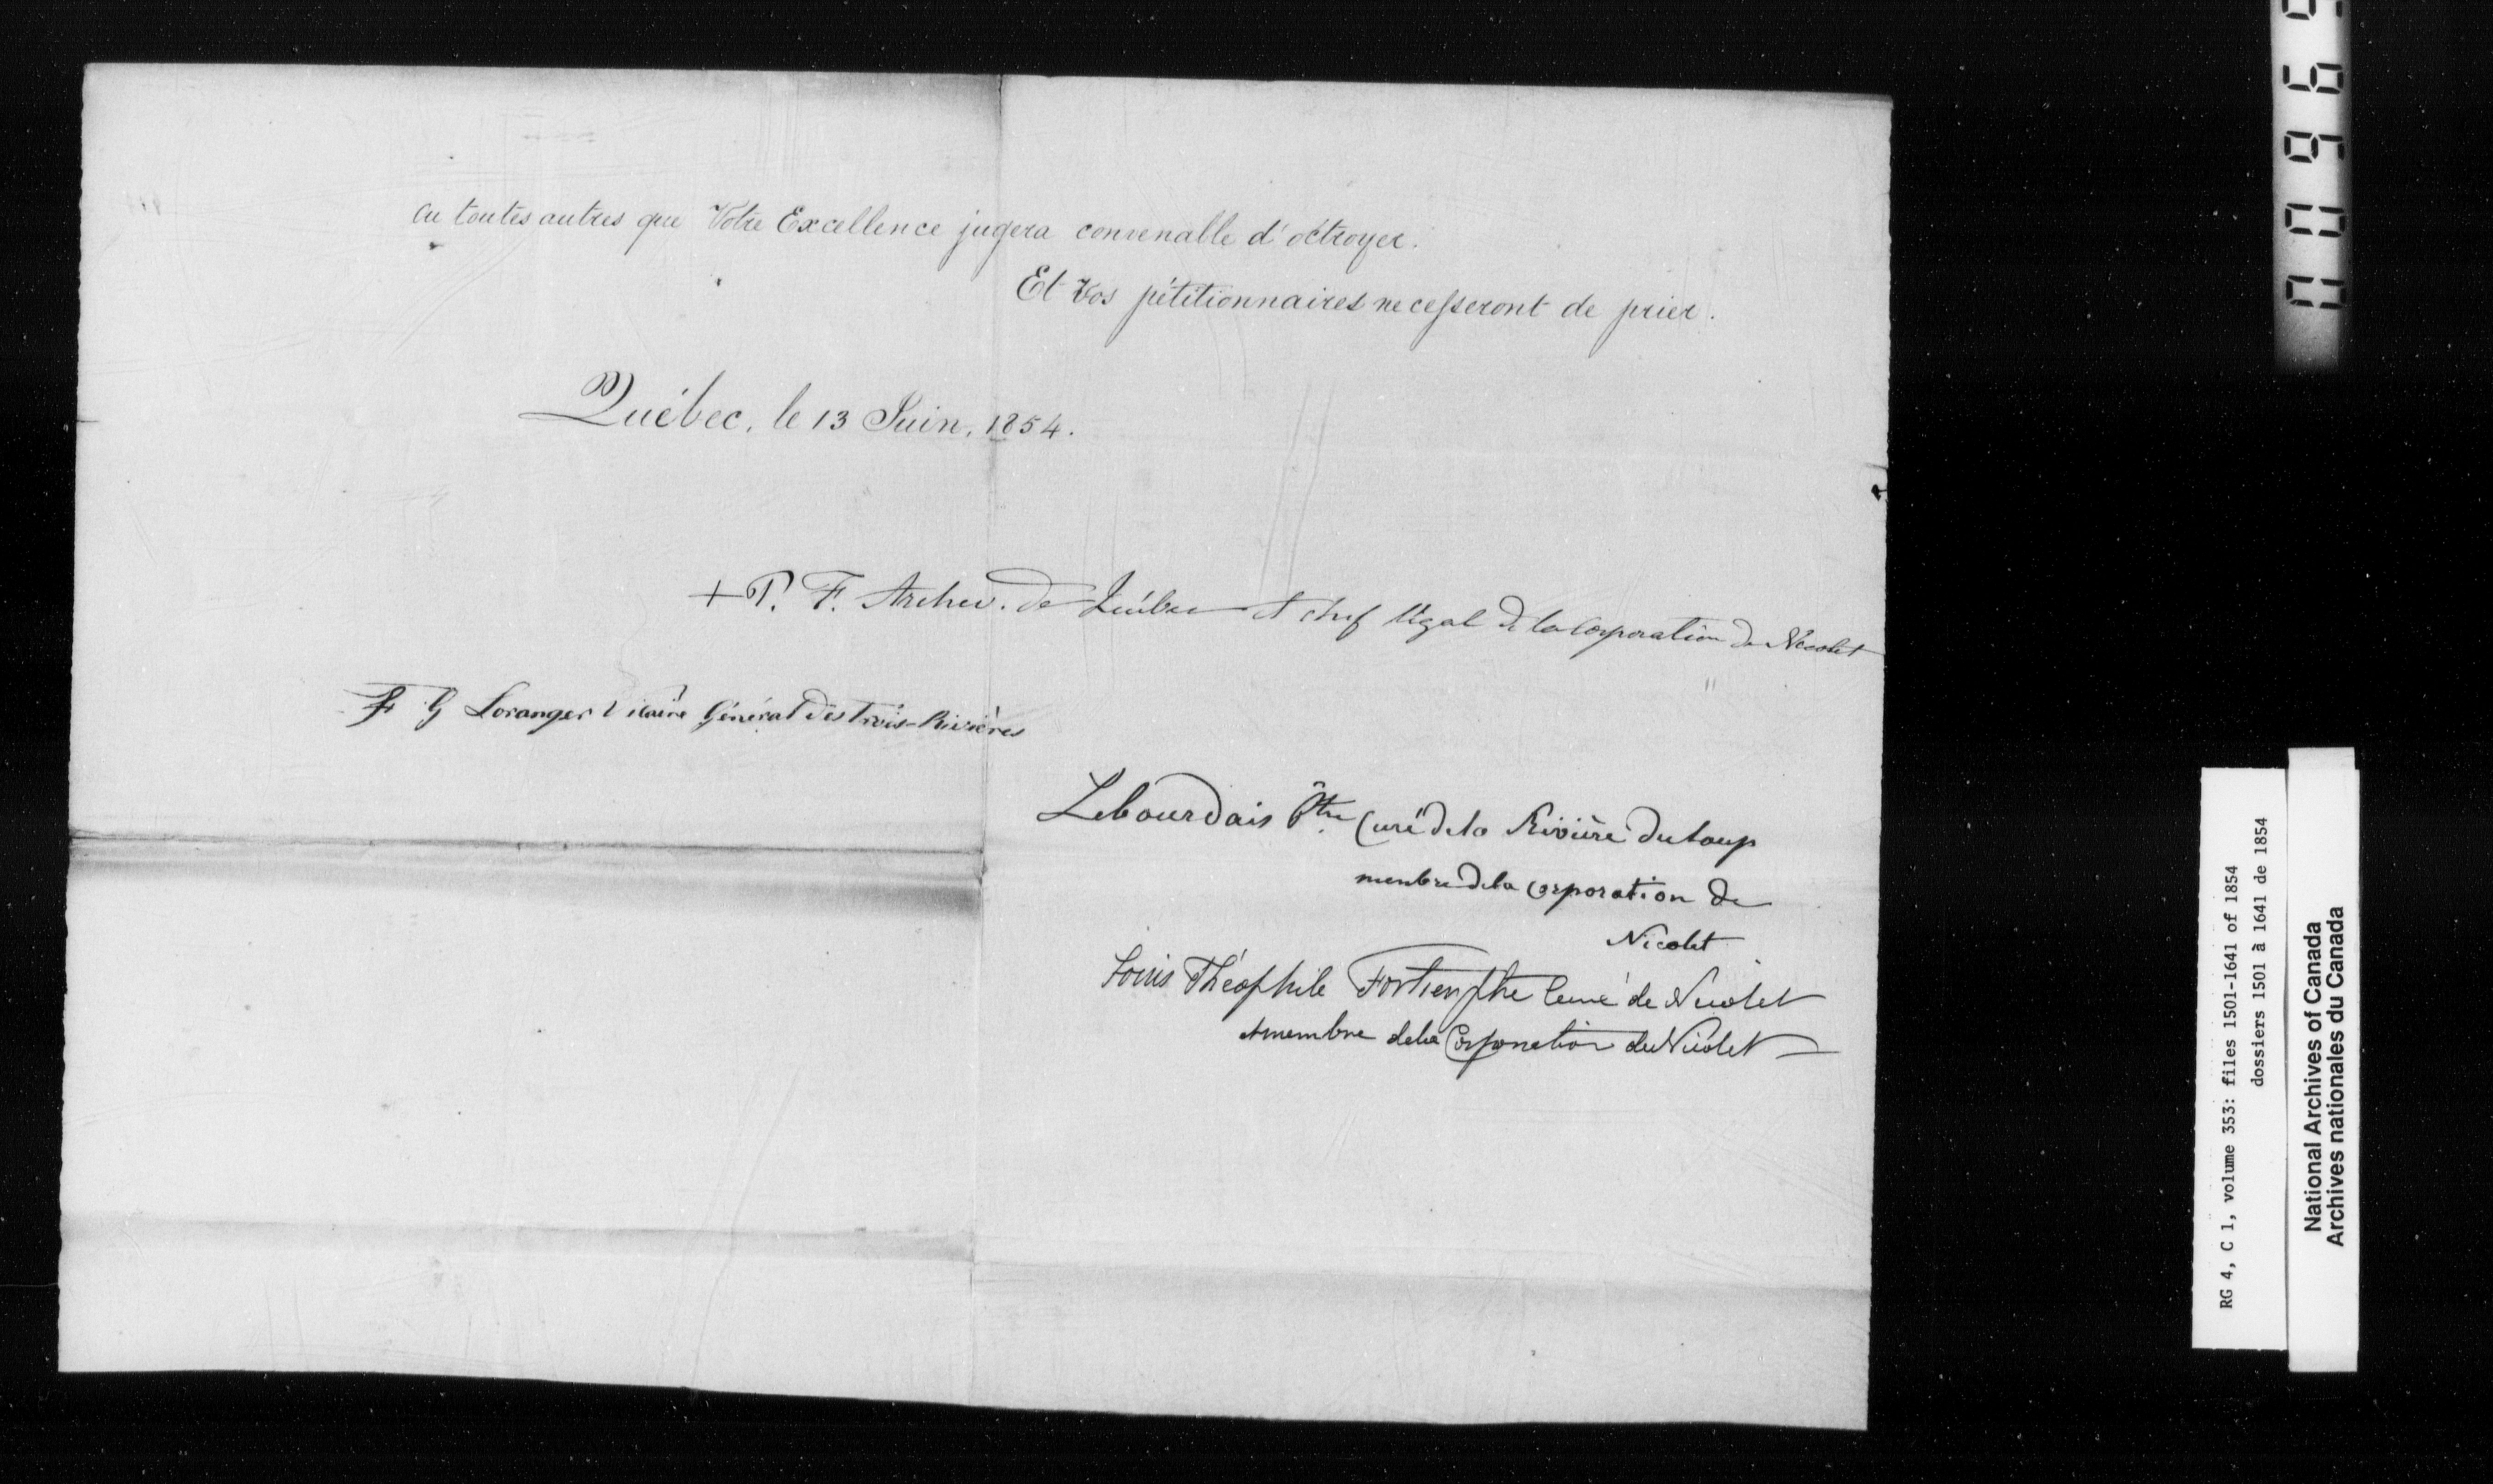 ou toutes autres que Votre Excellence jugera convenable d'octroyer.
Et vos pétitionnaires ne cesseront de prier.
Québec, le 13 Juin, 1854.
+ P. F. Archev. de Québec et chef légal de la Corporation de Nicolet
F G Loranger Vicaire Général des Trois-Rivières
Lebourdais Ptre Curé de la Rivière du Loup
membre de la corporation de
Nicolet
Louis Théophile Fortier ptre Curé de Nicolet
et membre de la Corporation de Nicolet
RG 4, C 1, volume 353: files 1501-1641 of 1854
dossiers 1501 à 1641 de 1854
National Archives of Canada
Archives nationales du Canada